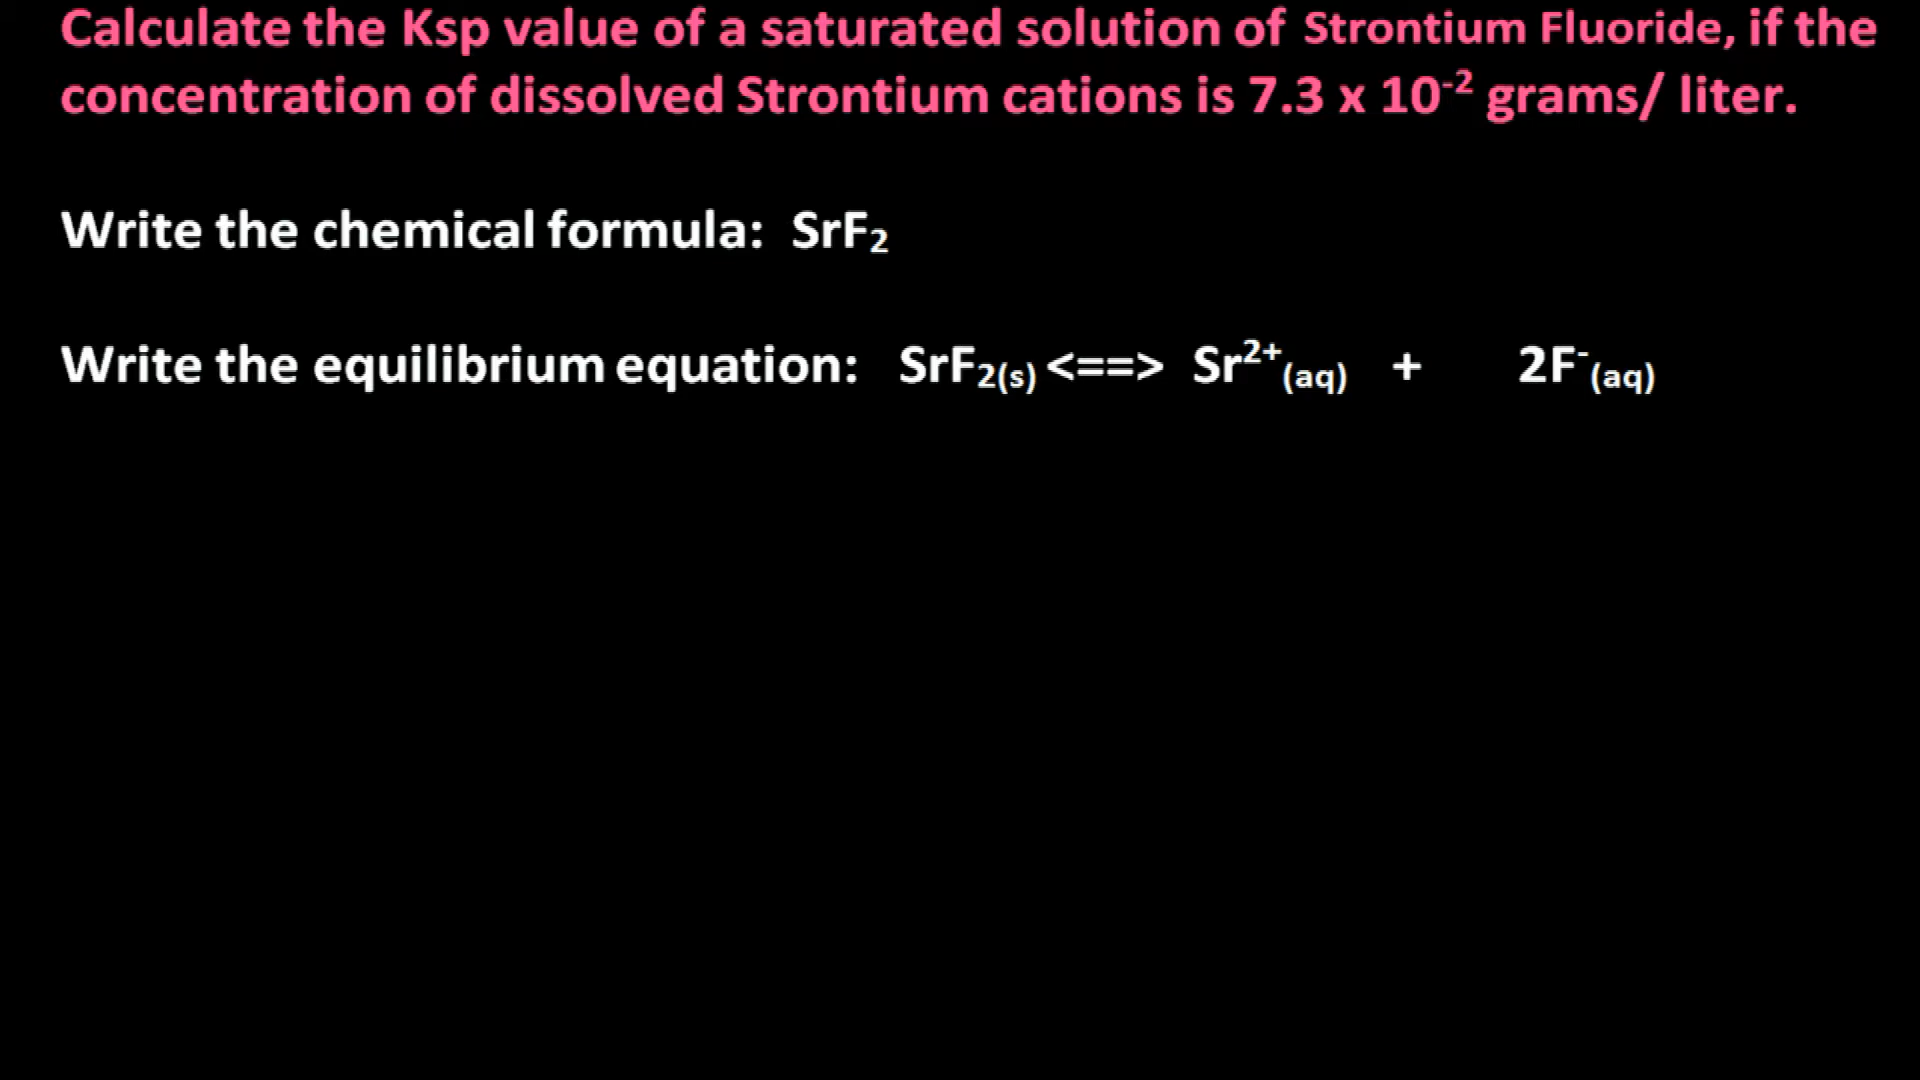 Calculate the Ksp value of a saturated solution of Strontium Fluoride, if the
concentration of dissolved Strontium cations is 7.3 x 10⁻² grams/ liter.
Write the chemical formula: SrF₂
Write the equilibrium equation: SrF₂₍ₛ₎ <==> Sr²⁺(aq) + 2F⁻(aq)